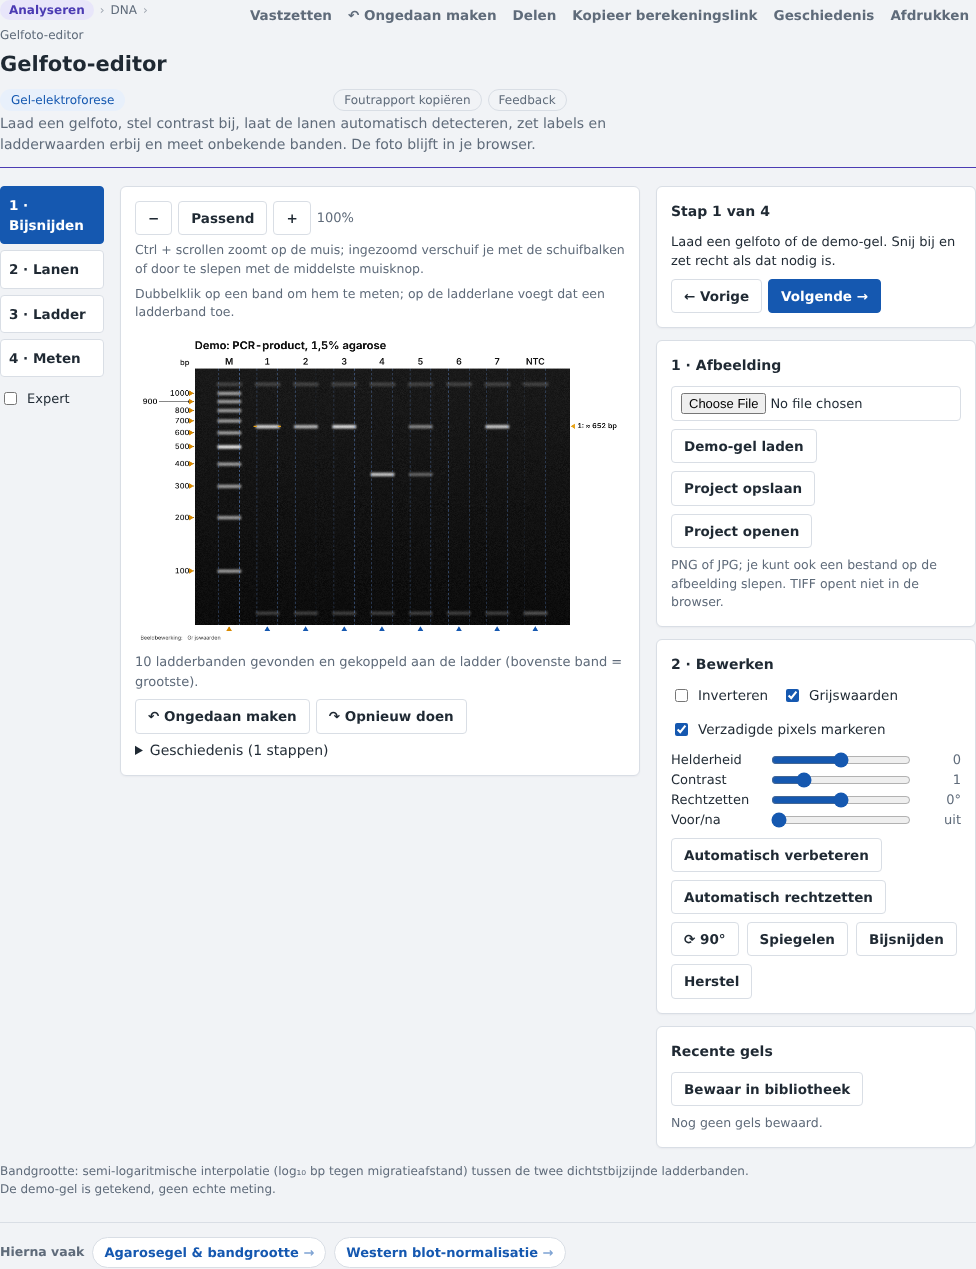 Analyseren › DNA ›
Gelfoto-editor
Vastzetten ↶ Ongedaan maken Delen Kopieer berekeningslink Geschiedenis Afdrukken
Gelfoto-editor
Gel-elektroforese
Foutrapport kopiëren Feedback
Laad een gelfoto, stel contrast bij, laat de lanen automatisch detecteren, zet labels en
ladderwaarden erbij en meet onbekende banden. De foto blijft in je browser.
1 ·
Bijsnijden
2 · Lanen
3 · Ladder
4 · Meten
Expert
− Passend + 100%
Ctrl + scrollen zoomt op de muis; ingezoomd verschuif je met de schuifbalken
of door te slepen met de middelste muisknop.
Dubbelklik op een band om hem te meten; op de ladderlane voegt dat een
ladderband toe.
Demo: PCR-product, 1,5% agarose
bp M 1 2 3 4 5 6 7 NTC
1000
900
800
700
600
500
400
300
200
100
1: ≈ 652 bp
Beeldbewerking: Grijswaarden
10 ladderbanden gevonden en gekoppeld aan de ladder (bovenste band =
grootste).
↶ Ongedaan maken ↷ Opnieuw doen
▶ Geschiedenis (1 stappen)
Stap 1 van 4
Laad een gelfoto of de demo-gel. Snij bij en
zet recht als dat nodig is.
← Vorige Volgende →
1 · Afbeelding
Choose File No file chosen
Demo-gel laden
Project opslaan
Project openen
PNG of JPG; je kunt ook een bestand op de
afbeelding slepen. TIFF opent niet in de
browser.
2 · Bewerken
Inverteren Grijswaarden
Verzadigde pixels markeren
Helderheid 0
Contrast 1
Rechtzetten 0°
Voor/na uit
Automatisch verbeteren
Automatisch rechtzetten
⟳ 90° Spiegelen Bijsnijden
Herstel
Recente gels
Bewaar in bibliotheek
Nog geen gels bewaard.
Bandgrootte: semi-logaritmische interpolatie (log₁₀ bp tegen migratieafstand) tussen de twee dichtstbijzijnde ladderbanden.
De demo-gel is getekend, geen echte meting.
Hierna vaak Agarosegel & bandgrootte → Western blot-normalisatie →